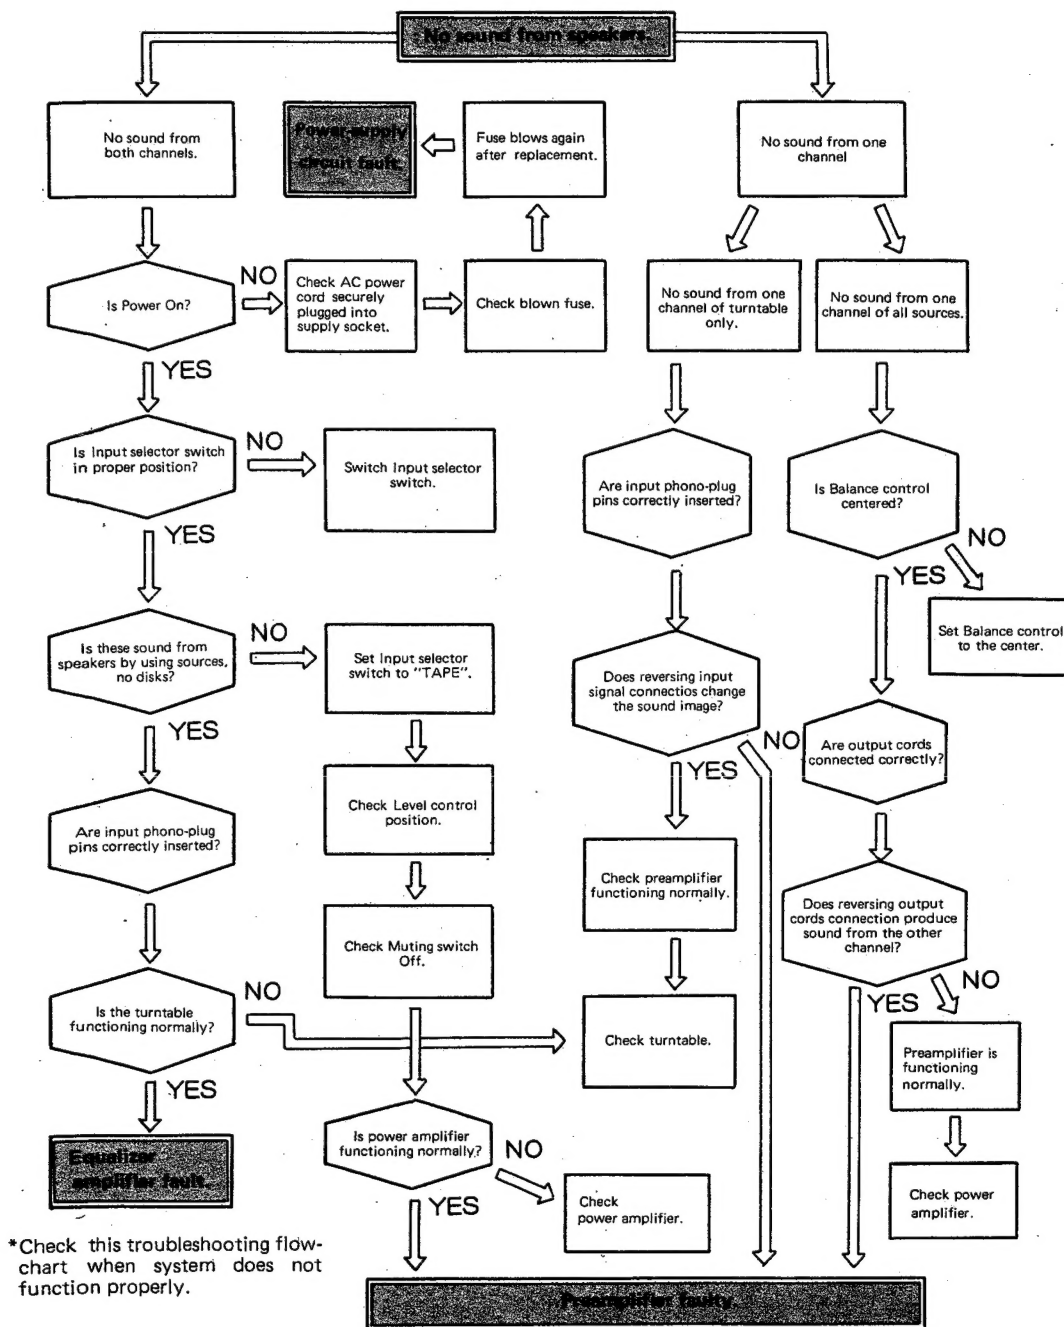 No sound from speakers.
No sound from
both channels.
Power-supply
circuit fault.
Fuse blows again
after replacement.
No sound from one
channel
Is Power On?
NO
Check AC power
cord securely
plugged into
supply socket.
Check blown fuse.
No sound from one
channel of turntable
only.
No sound from one
channel of all sources.
YES
Is Input selector switch
in proper position?
NO
Switch Input selector
switch.
Are input phono-plug
pins correctly inserted?
Is Balance control
centered?
NO
YES
YES
Set Balance control
to the center.
Is these sound from
speakers by using sources,
no disks?
NO
Set Input selector
switch to "TAPE".
Does reversing input
signal connectios change
the sound image?
NO
YES
Are output cords
connected correctly?
YES
Are input phono-plug
pins correctly inserted?
Check Level control
position.
Check preamplifier
functioning normally.
Does reversing output
cords connection produce
sound from the other
channel?
NO
YES
Check Muting switch
Off.
Is the turntable
functioning normally?
NO
Check turntable.
Preamplifier is
functioning
normally.
YES
Equalizer
amplifier fault.
Is power amplifier
functioning normally?
NO
YES
Check
power amplifier.
Check power
amplifier.
*Check this troubleshooting flow-
chart when system does not
function properly.
Preamplifier faulty.